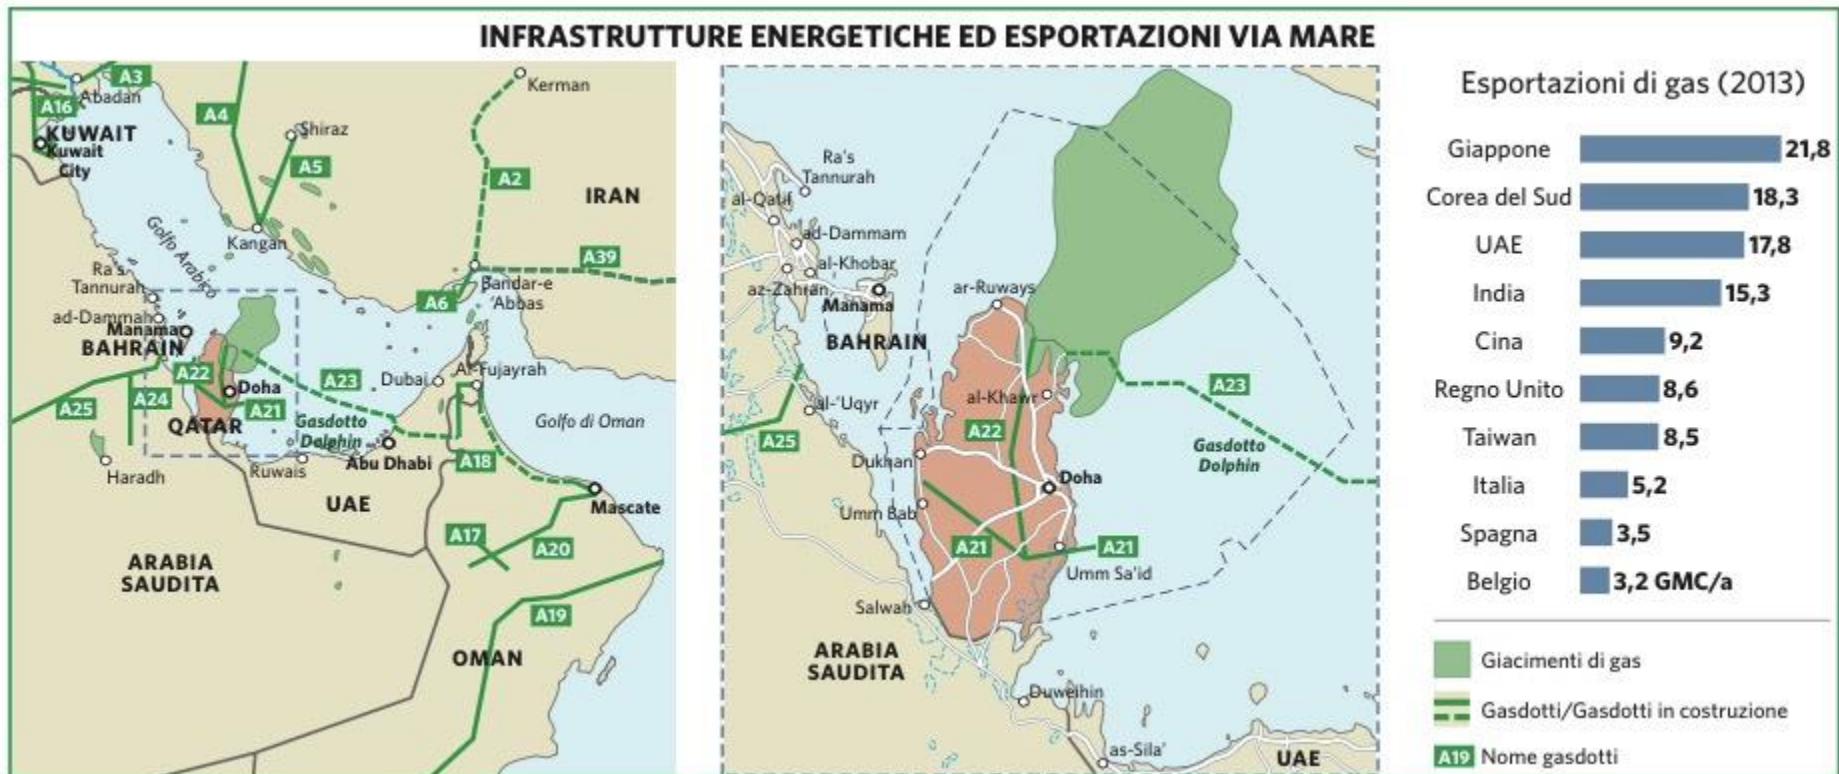 INFRASTRUTTURE ENERGETICHE ED ESPORTAZIONI VIA MARE
A3
Abadan
A16
KUWAIT
Kuwait
City
A4
Shiraz
A5
Kerman
A2
IRAN
Golfo Arabico
Kangan
A39
Ra's
Tannurah
A6
Bandar-e
'Abbas
ad-Dammah
Manama
BAHRAIN
A22
Doha
A23
Dubai
Al-Fujayrah
A25
A24
A21
QATAR
Gasdotto
Dolphin
Golfo di Oman
Haradh
Ruwais
Abu Dhabi
A18
UAE
Mascate
A17
A20
ARABIA
SAUDITA
A19
OMAN
Ra's
Tannurah
al-Qatif
ad-Dammam
al-Khobar
az-Zahran
Manama
ar-Ruways
BAHRAIN
A23
al-'Uqyr
al-Khawr
A25
A22
Gasdotto
Dolphin
Dukhan
Doha
Umm Bab
A21
A21
Umm Sa'id
Salwah
ARABIA
SAUDITA
Duweihin
as-Sila'
UAE
Esportazioni di gas (2013)
Giappone 21,8
Corea del Sud 18,3
UAE 17,8
India 15,3
Cina 9,2
Regno Unito 8,6
Taiwan 8,5
Italia 5,2
Spagna 3,5
Belgio 3,2 GMC/a
Giacimenti di gas
Gasdotti/Gasdotti in costruzione
A19 Nome gasdotti